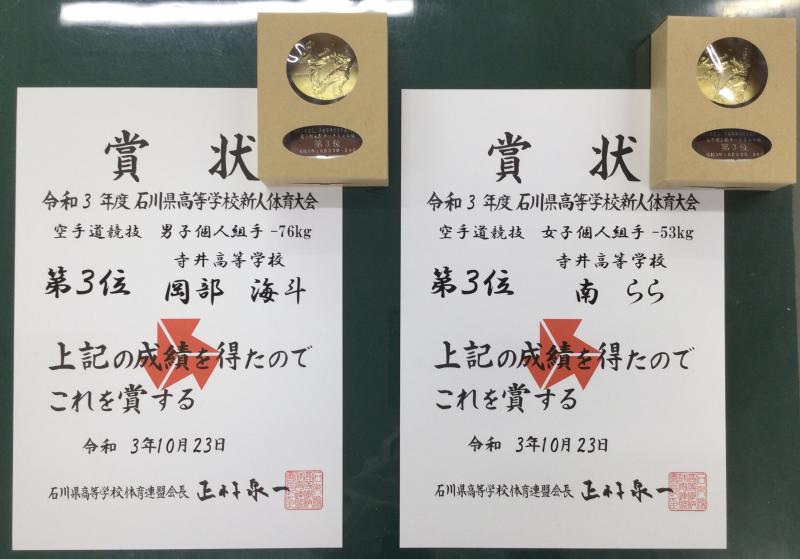 賞状
令和3年度 石川県高等学校新人体育大会
空手道競技 男子個人組手 -76kg
寺井高等学校
第3位 岡部 海斗
上記の成績を得たので
これを賞する
令和 3年10月23日
石川県高等学校体育連盟会長
第3位
賞状
令和3年度 石川県高等学校新人体育大会
空手道競技 女子個人組手 -53kg
寺井高等学校
第3位 南 らら
上記の成績を得たので
これを賞する
令和 3年10月23日
石川県高等学校体育連盟会長
第3位